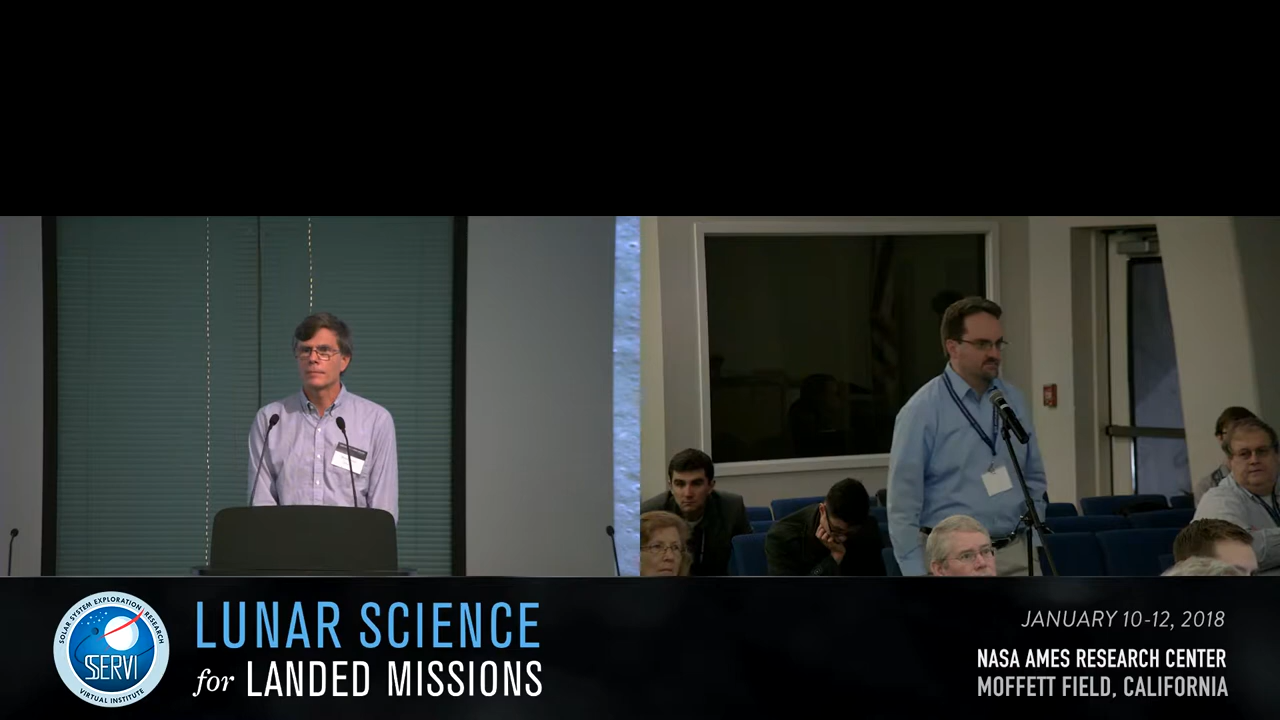 SOLAR SYSTEM EXPLORATION RESEARCH
SSERVI
VIRTUAL INSTITUTE
LUNAR SCIENCE
for LANDED MISSIONS
JANUARY 10-12, 2018
NASA AMES RESEARCH CENTER
MOFFETT FIELD, CALIFORNIA